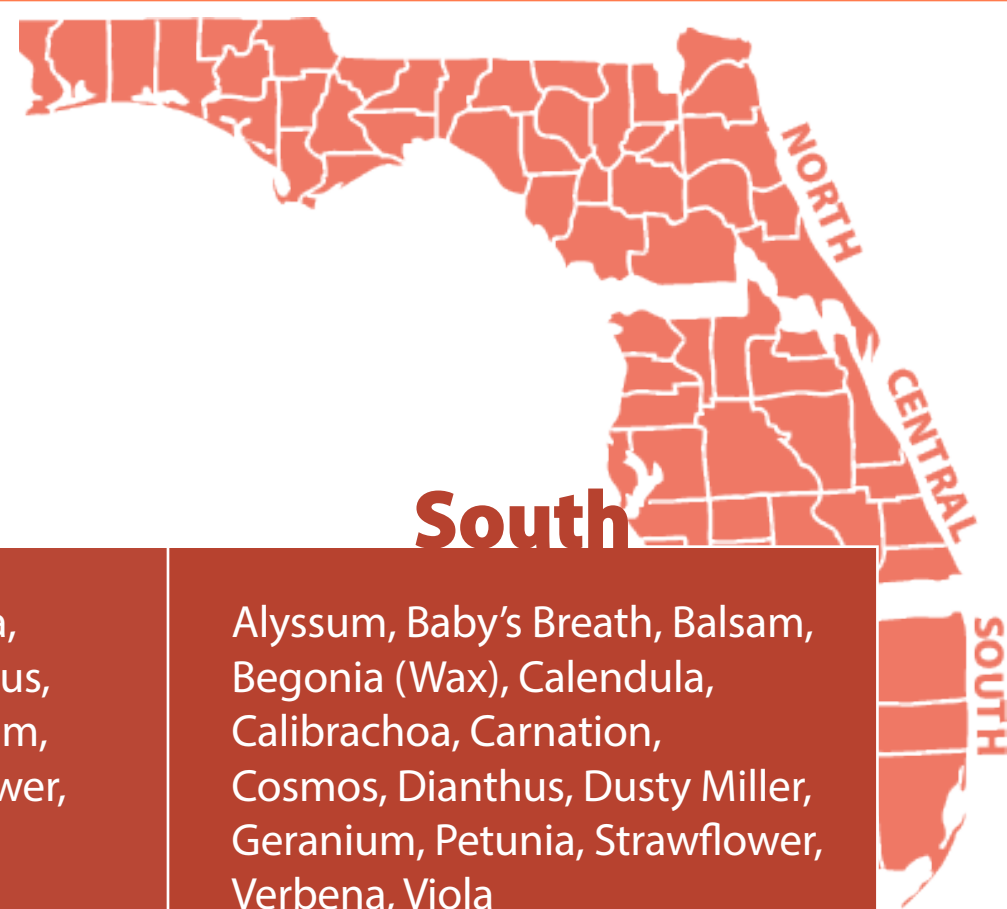 NORTH
CENTRAL
SOUTH
South
Alyssum, Baby's Breath, Balsam,
Begonia (Wax), Calendula,
Calibrachoa, Carnation,
Cosmos, Dianthus, Dusty Miller,
Geranium, Petunia, Strawflower,
Verbena, Viola